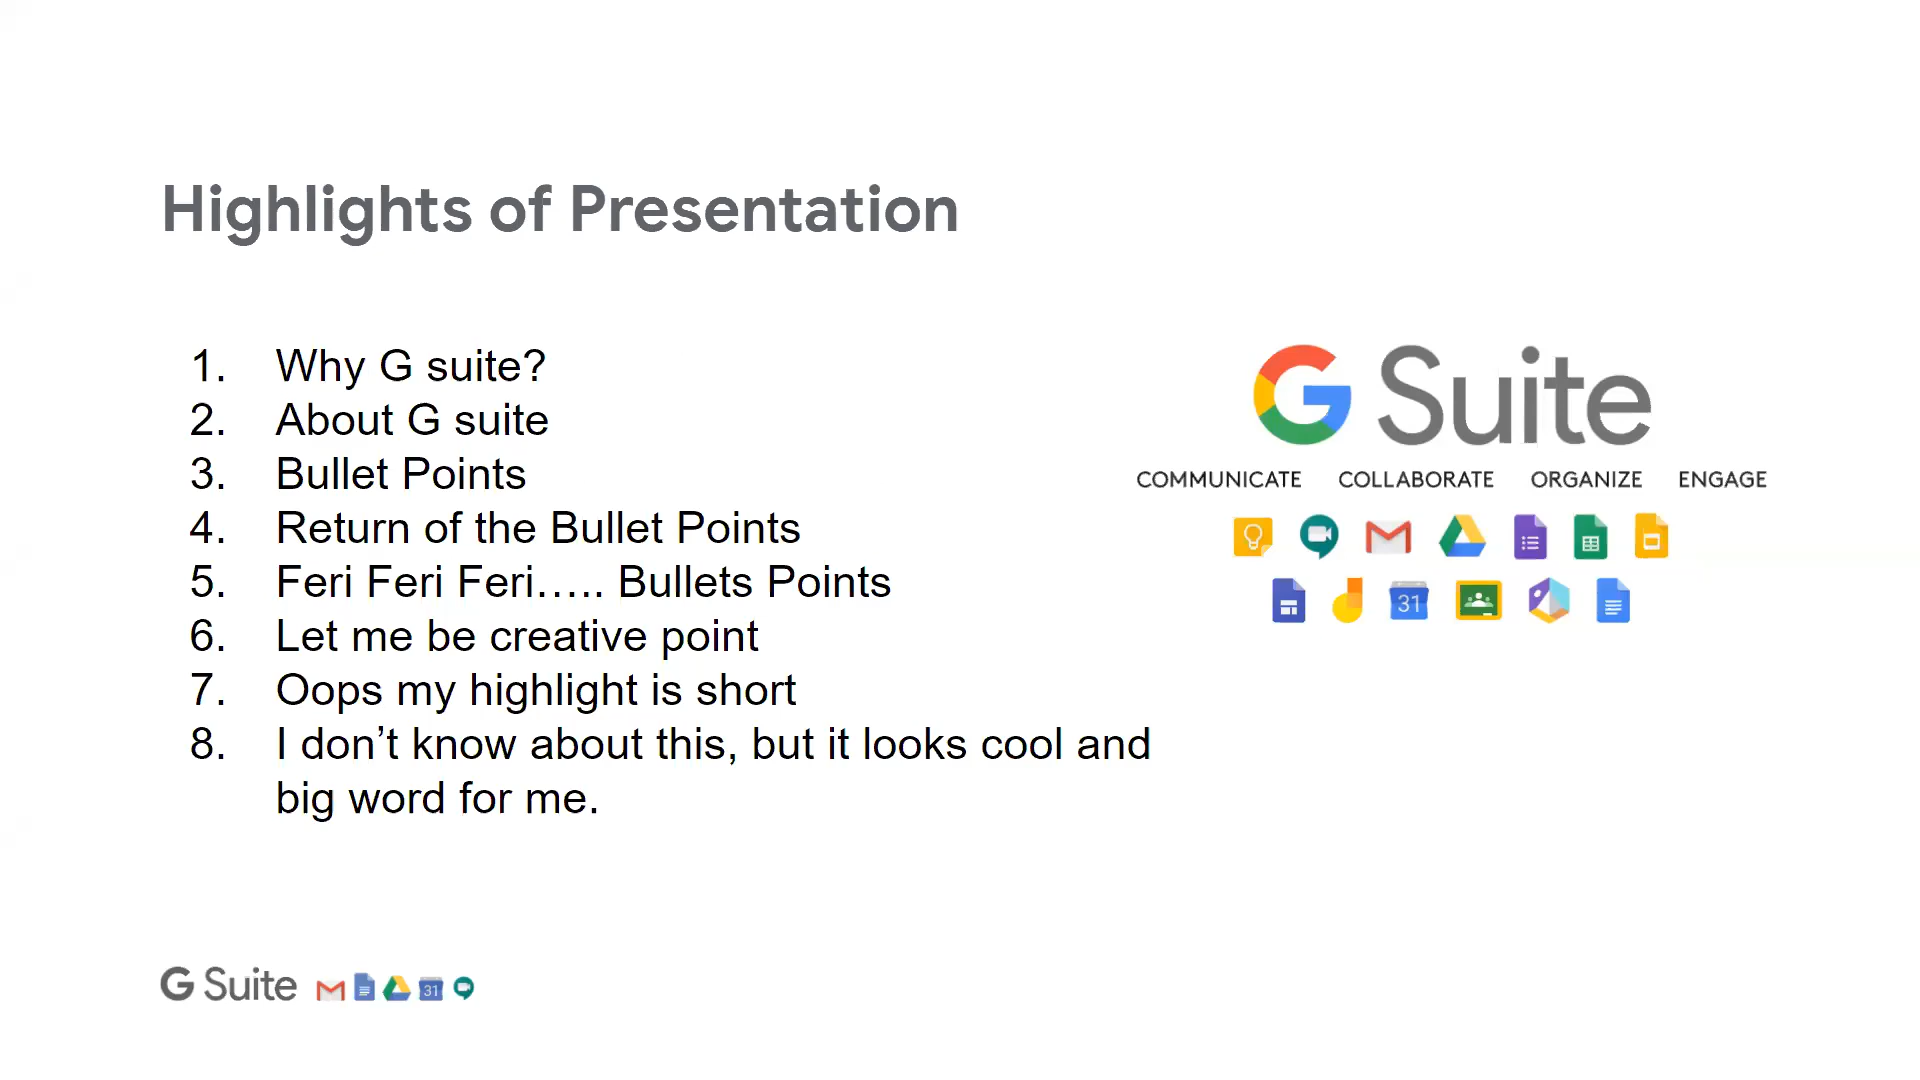 Highlights of Presentation
1. Why G suite?
2. About G suite
3. Bullet Points
4. Return of the Bullet Points
5. Feri Feri Feri….. Bullets Points
6. Let me be creative point
7. Oops my highlight is short
8. I don’t know about this, but it looks cool and
big word for me.
G Suite
COMMUNICATE COLLABORATE ORGANIZE ENGAGE
31
G Suite
31